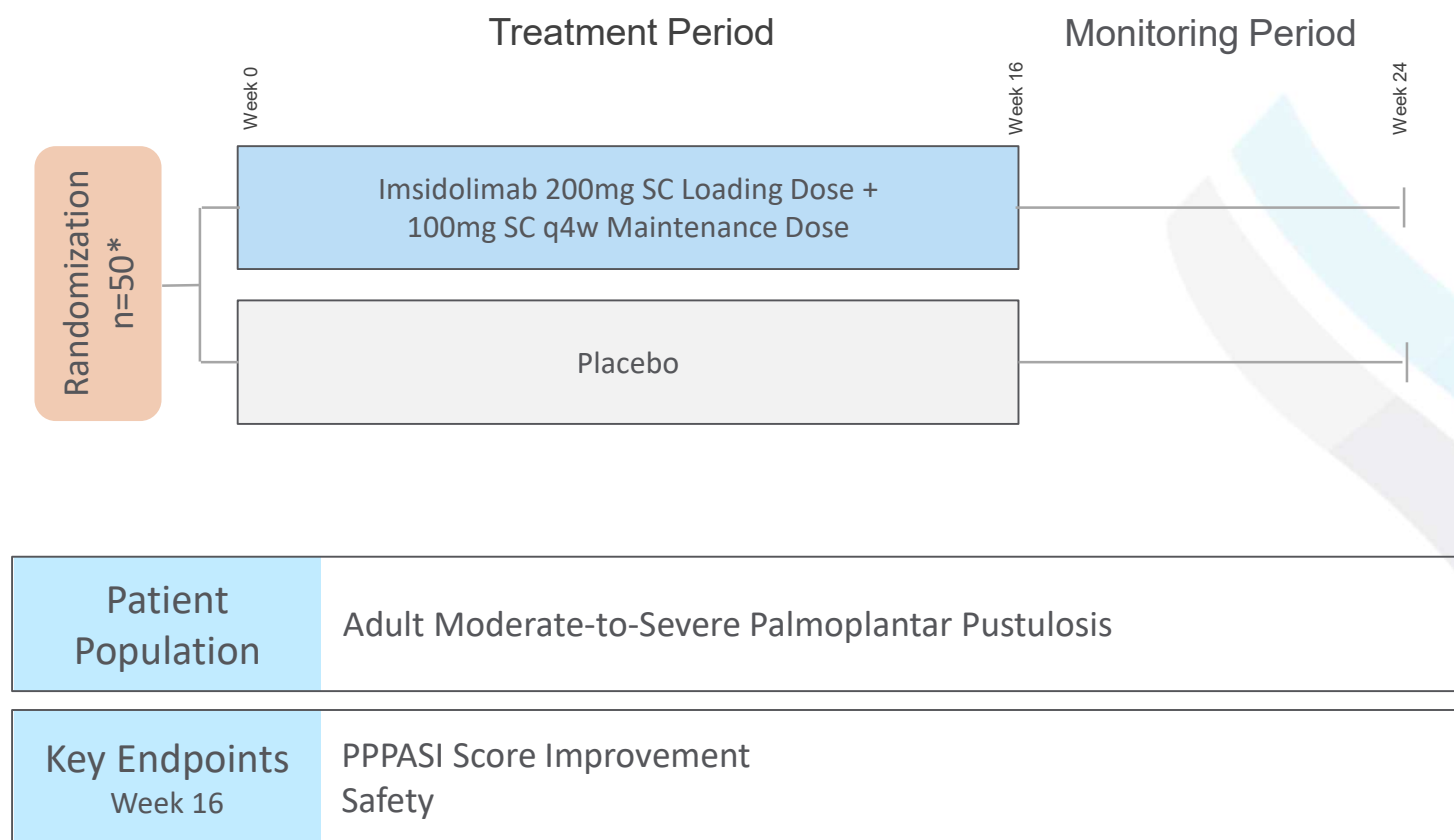 Treatment Period
Monitoring Period
Week 0
Week 16
Week 24
Randomization
n=50*
Imsidolimab 200mg SC Loading Dose +
100mg SC q4w Maintenance Dose
Placebo
Patient
Population
Adult Moderate-to-Severe Palmoplantar Pustulosis
Key Endpoints
Week 16
PPPASI Score Improvement
Safety